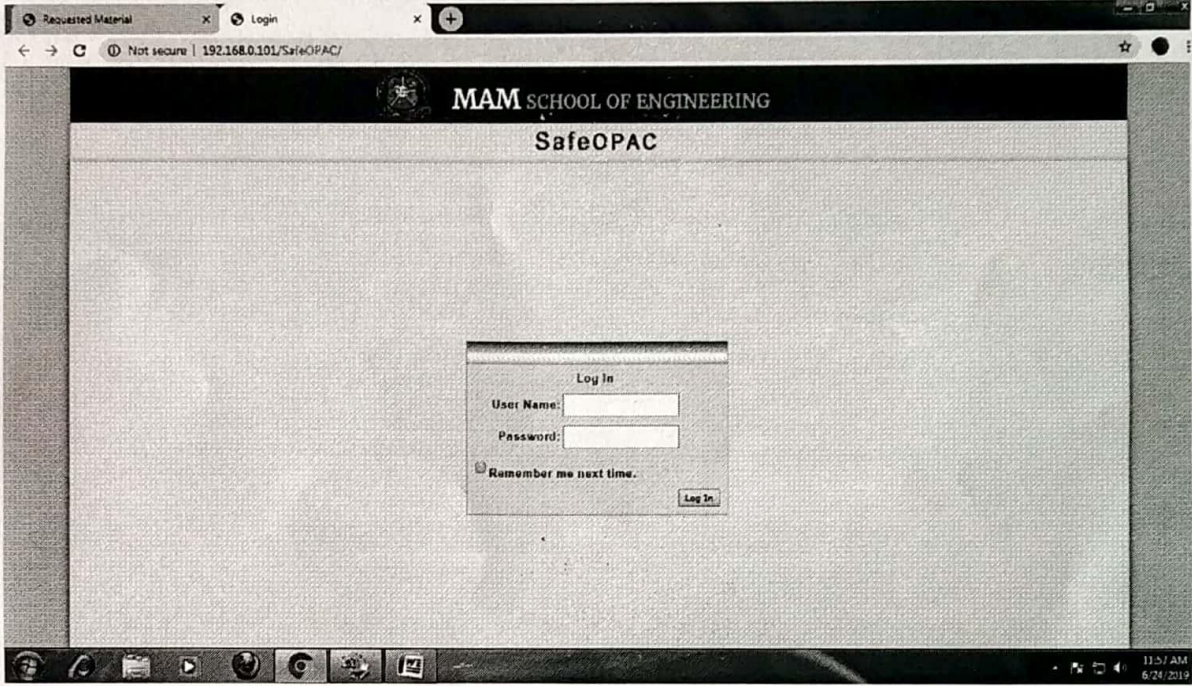 Requested Material
Login
Not secure | 192.168.0.101/SafeOPAC/
MAM SCHOOL OF ENGINEERING
SafeOPAC
Log In
User Name:
Password:
Remember me next time.
Log In
11:57 AM
6/24/2019